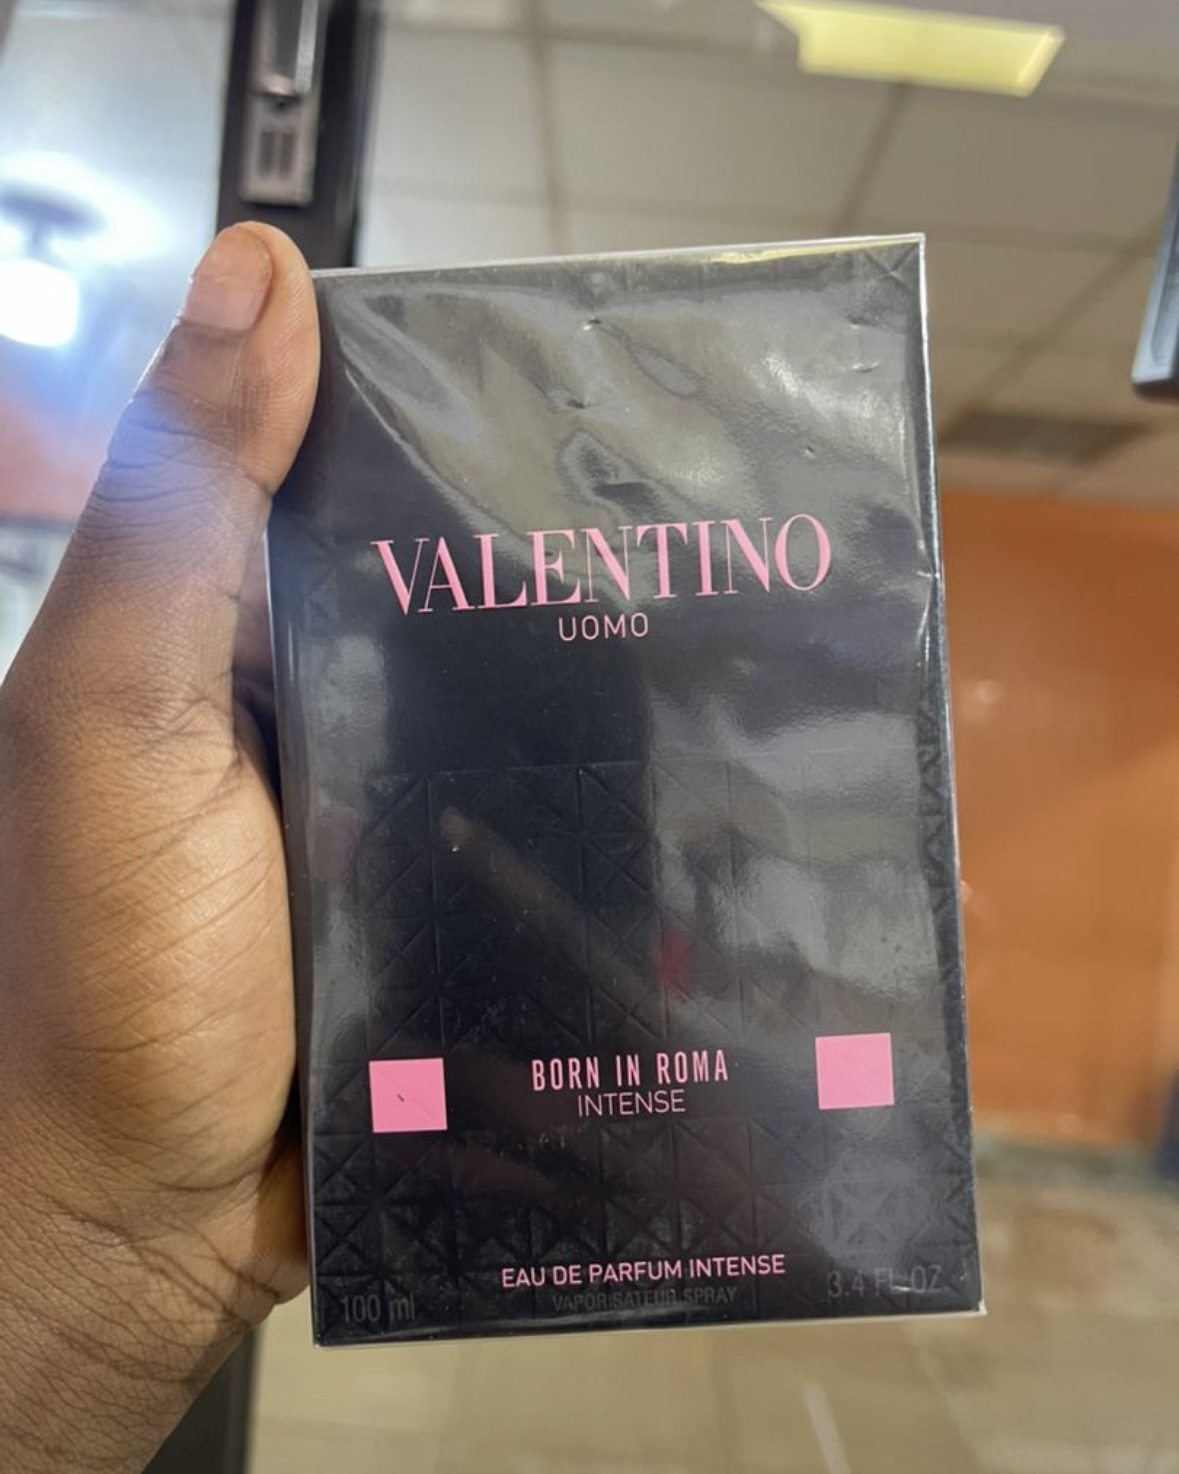 VALENTINO
UOMO
BORN IN ROMA
INTENSE
EAU DE PARFUM INTENSE
100 ml
VAPORISATEUR SPRAY
3.4 FL OZ